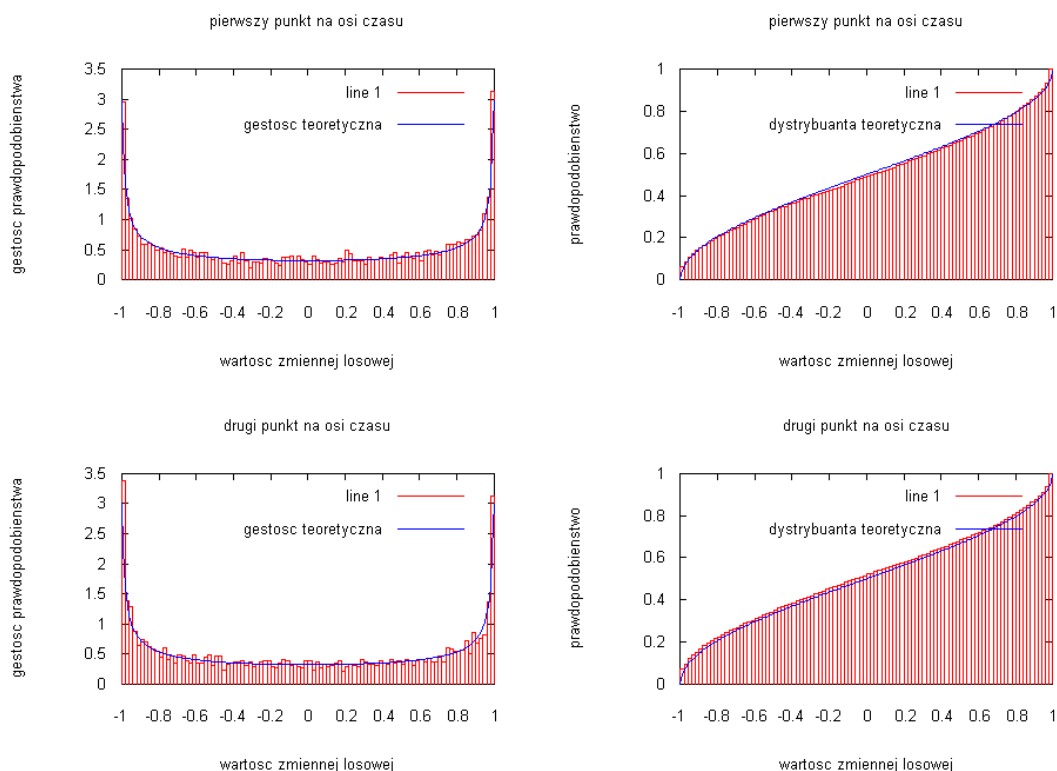 pierwszy punkt na osi czasu
gestosc prawdopodobienstwa
3.5
3
2.5
2
1.5
1
0.5
0
line 1
gestosc teoretyczna
-1 -0.8 -0.6 -0.4 -0.2 0 0.2 0.4 0.6 0.8 1
wartosc zmiennej losowej
pierwszy punkt na osi czasu
prawdopodobienstwo
1
0.8
0.6
0.4
0.2
0
line 1
dystrybuanta teoretyczna
-1 -0.8 -0.6 -0.4 -0.2 0 0.2 0.4 0.6 0.8 1
wartosc zmiennej losowej
drugi punkt na osi czasu
gestosc prawdopodobienstwa
3.5
3
2.5
2
1.5
1
0.5
0
line 1
gestosc teoretyczna
-1 -0.8 -0.6 -0.4 -0.2 0 0.2 0.4 0.6 0.8 1
wartosc zmiennej losowej
drugi punkt na osi czasu
prawdopodobienstwo
1
0.8
0.6
0.4
0.2
0
line 1
dystrybuanta teoretyczna
-1 -0.8 -0.6 -0.4 -0.2 0 0.2 0.4 0.6 0.8 1
wartosc zmiennej losowej